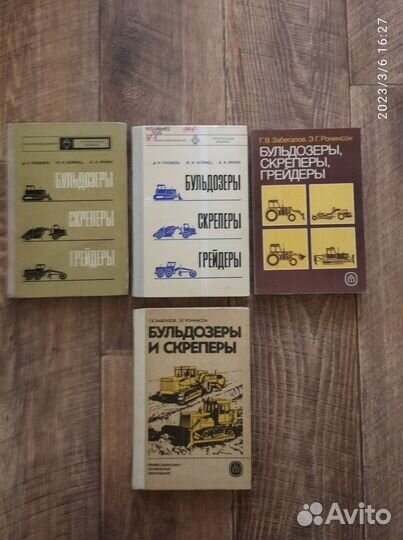 2023/3/6 16:27
БУЛЬДОЗЕРЫ
СКРЕПЕРЫ
ГРЕЙДЕРЫ
БУЛЬДОЗЕРЫ
СКРЕПЕРЫ
ГРЕЙДЕРЫ
Г.В. Забегалов, Э.Г. Ронинсон
БУЛЬДОЗЕРЫ,
СКРЕПЕРЫ,
ГРЕЙДЕРЫ
Г.В. ЗАБЕГАЛОВ, Э.Г. РОНИНСОН
БУЛЬДОЗЕРЫ
И СКРЕПЕРЫ
Avito